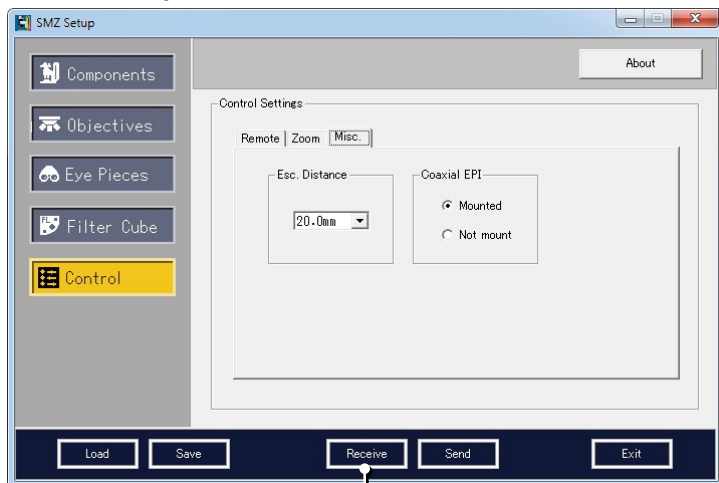 SMZ Setup
Components
Objectives
Eye Pieces
FL
Filter Cube
Control
About
Control Settings
Remote Zoom Misc.
Esc. Distance
20.0mm
Coaxial EPI
Mounted
Not mount
Load Save Receive Send Exit